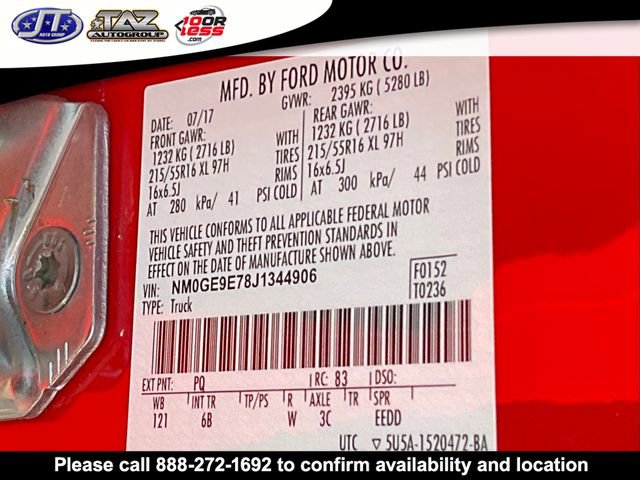 JT
AUTO GROUP
TAZ
AUTOGROUP
10 OR
LESS
.com
MFD. BY FORD MOTOR CO.
GVWR: 2395 KG ( 5280 LB)
DATE: 07/17
FRONT GAWR:
1232 KG (2716 LB) WITH
215/55R16 XL 97H TIRES
16x6.5J RIMS
AT 280 kPa/ 41 PSI COLD
REAR GAWR:
1232 KG (2716 LB) WITH
215/55R16 XL 97H TIRES
16x6.5J RIMS
AT 300 kPa/ 44 PSI COLD
THIS VEHICLE CONFORMS TO ALL APPLICABLE FEDERAL MOTOR
VEHICLE SAFETY AND THEFT PREVENTION STANDARDS IN
EFFECT ON THE DATE OF MANUFACTURE SHOWN ABOVE.
VIN: NM0GE9E78J1344906
TYPE: Truck
F0152
T0236
EXT PNT: PQ RC: 83 DSO:
WB INT TR TP/PS R AXLE TR SPR
121 6B W 3C EEDD
UTC ▽ 5U5A-1520472-BA
Please call 888-272-1692 to confirm availability and location